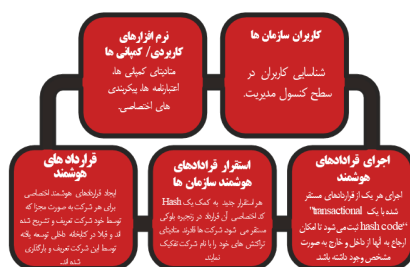 نرم افزارهای
کاربردی/ کمپانی ها
متادیتای کمپانی ها،
اعتبارنامه ها، پیکربندی
های اختصاصی.
کاربران سازمان ها
شناسایی کاربران در
سطح کنسول مدیریت.
قرارداد های
هوشمند
ایجاد قراردادهای هوشمند اختصاصی
برای هر شرکت به صورت مجزا که
توسط خود شرکت تعریف و تشریح شده
اند و قبلا در کتابخانه داخلی توسعه یافته
توسط این شرکت تعریف و بارگذاری
شده اند.
استقرار قرادادهای
هوشمند سازمان ها
هر استقرار جدید به کمک یک Hash
کد اختصاصی آن قرارداد در زنجیره بلوکی
مستقر می شود. شرکت ها قادرند متادیتای
تراکنش های خود را با نام شرکت تفکیک
نمایند.
اجرای قرادادهای
هوشمند
اجرای هر یک از قراردادهای مستقر
شده با یک "transactional
hash code" ثبت می شود تا امکان
ارجاع به آنها از داخل و خارج به صورت
مشخص وجود داشته باشد.